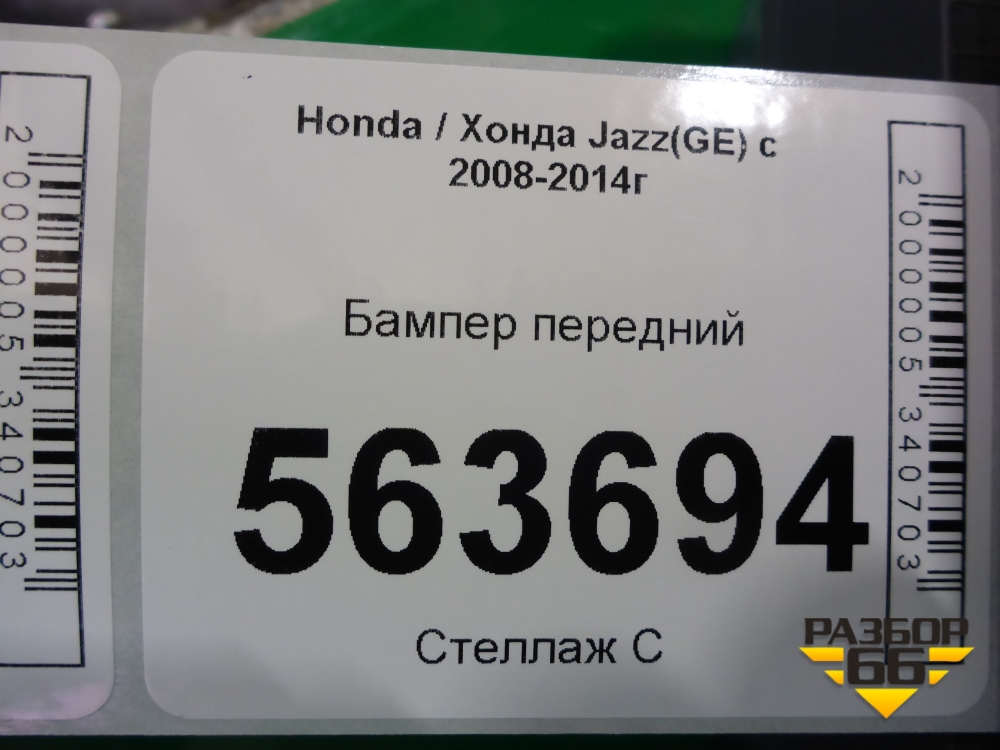 Honda / Хонда Jazz(GE) с
2008-2014г
Бампер передний
563694
Стеллаж С
2000005340703
2000005340703
РАЗБОР
66